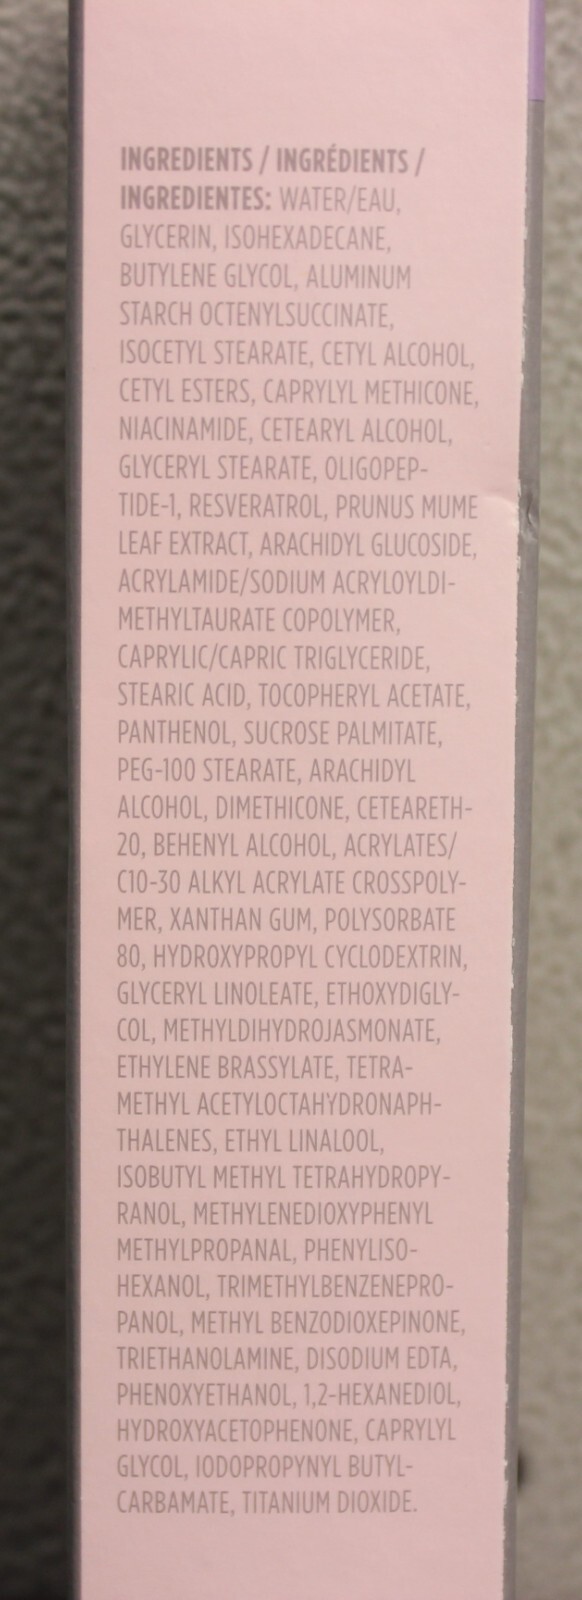 INGREDIENTS / INGRÉDIENTS /
INGREDIENTES: WATER/EAU,
GLYCERIN, ISOHEXADECANE,
BUTYLENE GLYCOL, ALUMINUM
STARCH OCTENYLSUCCINATE,
ISOCETYL STEARATE, CETYL ALCOHOL,
CETYL ESTERS, CAPRYLYL METHICONE,
NIACINAMIDE, CETEARYL ALCOHOL,
GLYCERYL STEARATE, OLIGOPEP-
TIDE-1, RESVERATROL, PRUNUS MUME
LEAF EXTRACT, ARACHIDYL GLUCOSIDE,
ACRYLAMIDE/SODIUM ACRYLOYLDI-
METHYLTAURATE COPOLYMER,
CAPRYLIC/CAPRIC TRIGLYCERIDE,
STEARIC ACID, TOCOPHERYL ACETATE,
PANTHENOL, SUCROSE PALMITATE,
PEG-100 STEARATE, ARACHIDYL
ALCOHOL, DIMETHICONE, CETEARETH-
20, BEHENYL ALCOHOL, ACRYLATES/
C10-30 ALKYL ACRYLATE CROSSPOLY-
MER, XANTHAN GUM, POLYSORBATE
80, HYDROXYPROPYL CYCLODEXTRIN,
GLYCERYL LINOLEATE, ETHOXYDIGLY-
COL, METHYLDIHYDROJASMONATE,
ETHYLENE BRASSYLATE, TETRA-
METHYL ACETYLOCTAHYDRONAPH-
THALENES, ETHYL LINALOOL,
ISOBUTYL METHYL TETRAHYDROPY-
RANOL, METHYLENEDIOXYPHENYL
METHYLPROPANAL, PHENYLISO-
HEXANOL, TRIMETHYLBENZENEPRO-
PANOL, METHYL BENZODIOXEPINONE,
TRIETHANOLAMINE, DISODIUM EDTA,
PHENOXYETHANOL, 1,2-HEXANEDIOL,
HYDROXYACETOPHENONE, CAPRYLYL
GLYCOL, IODOPROPYNYL BUTYL-
CARBAMATE, TITANIUM DIOXIDE.